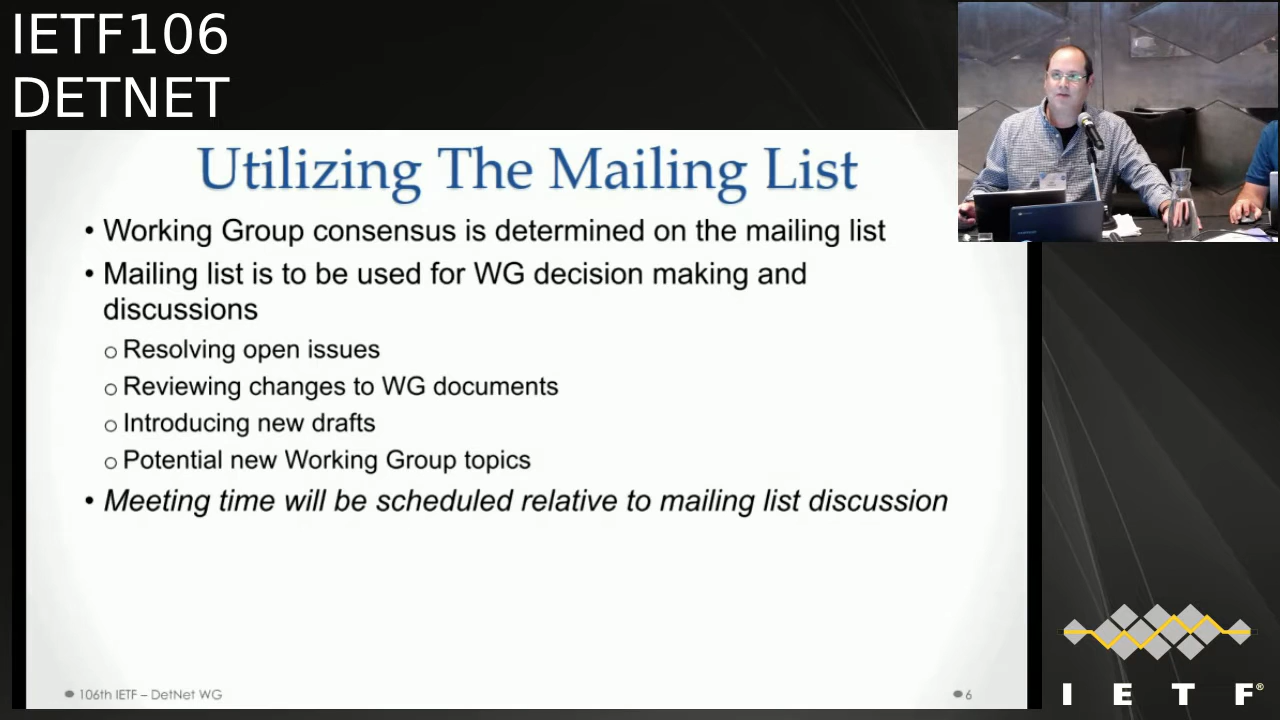 IETF106
DETNET
Utilizing The Mailing List
• Working Group consensus is determined on the mailing list
• Mailing list is to be used for WG decision making and
discussions
o Resolving open issues
o Reviewing changes to WG documents
o Introducing new drafts
o Potential new Working Group topics
• Meeting time will be scheduled relative to mailing list discussion
106th IETF – DetNet WG
6
I E T F®